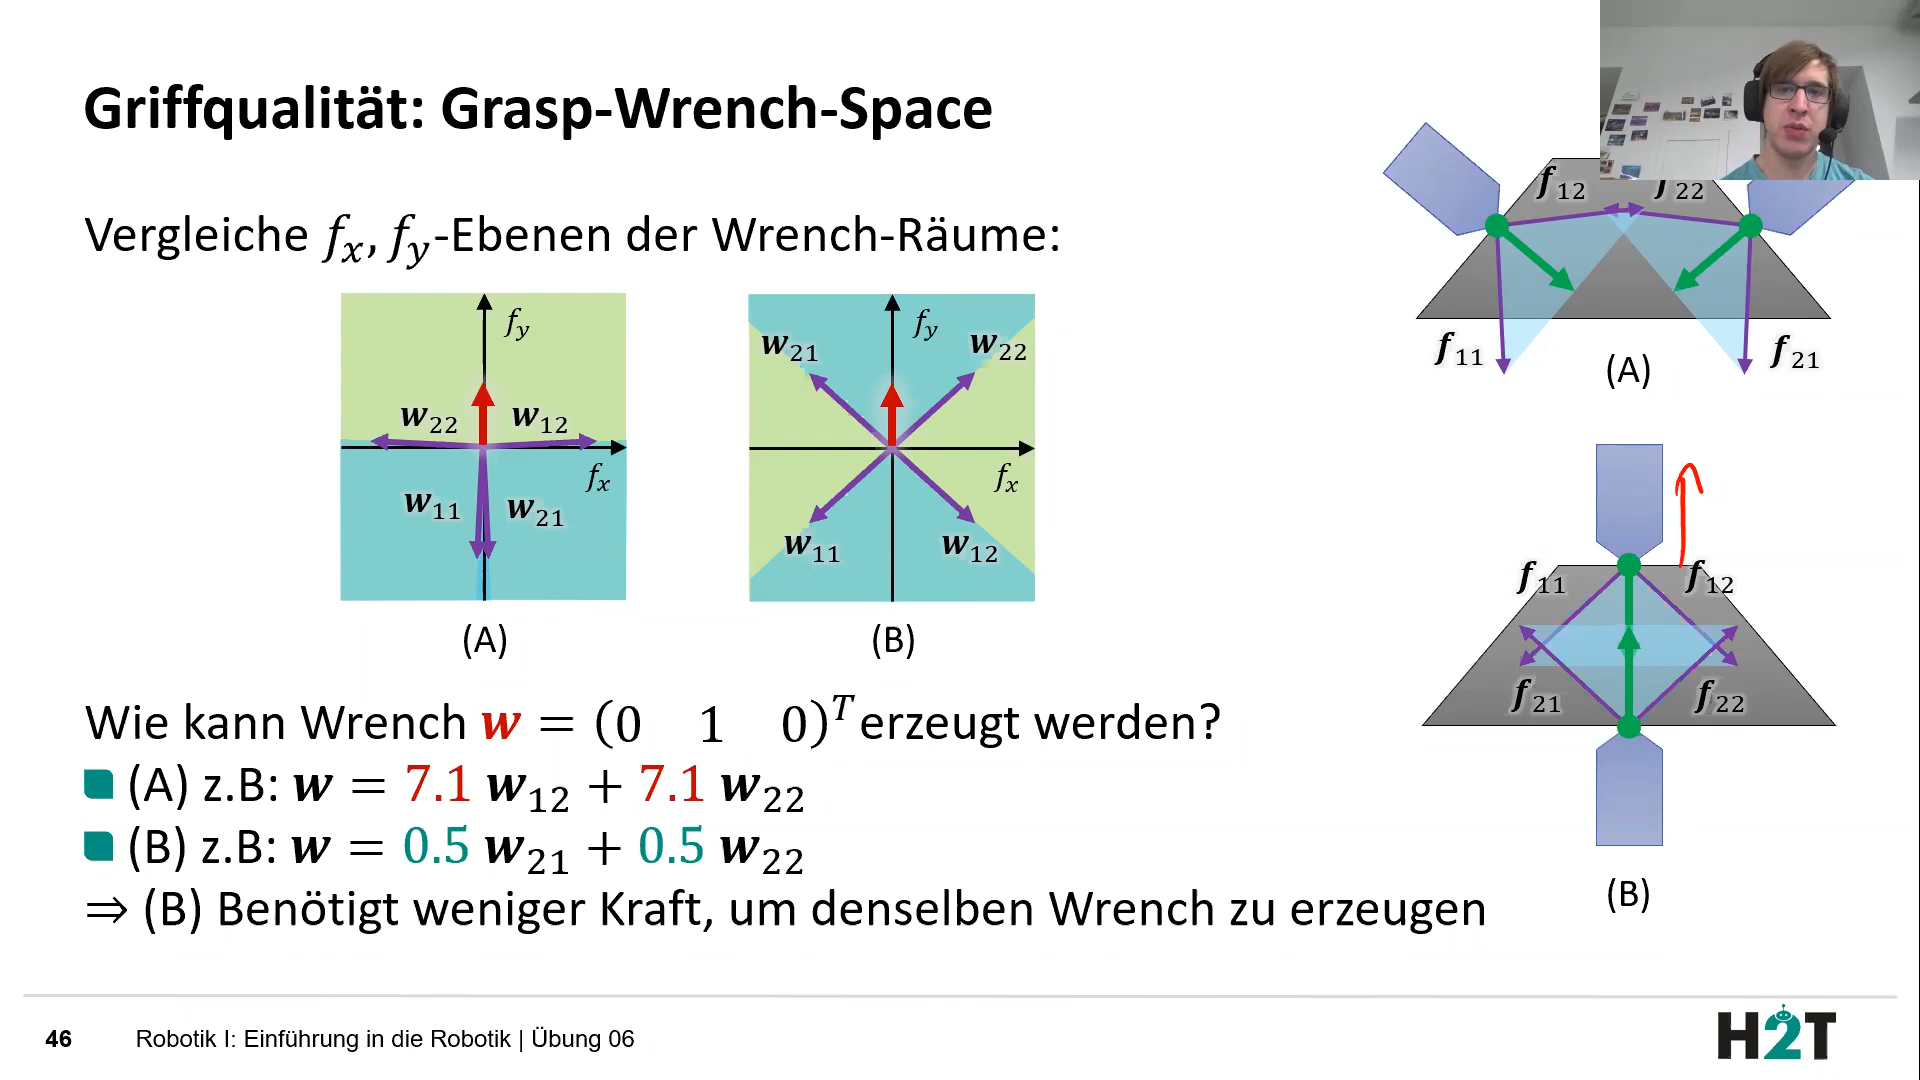 Griffqualität: Grasp-Wrench-Space
Vergleiche fx, fy-Ebenen der Wrench-Räume:
fy
w22 w12
fx
w11 w21
(A)
w21 fy w22
fx
w11 w12
(B)
f12 f22
f11 (A) f21
f11 f12
f21 f22
(B)
Wie kann Wrench w = (0 1 0)^T erzeugt werden?
(A) z.B: w = 7.1 w12 + 7.1 w22
(B) z.B: w = 0.5 w21 + 0.5 w22
⇒ (B) Benötigt weniger Kraft, um denselben Wrench zu erzeugen
46 Robotik I: Einführung in die Robotik | Übung 06
H2T